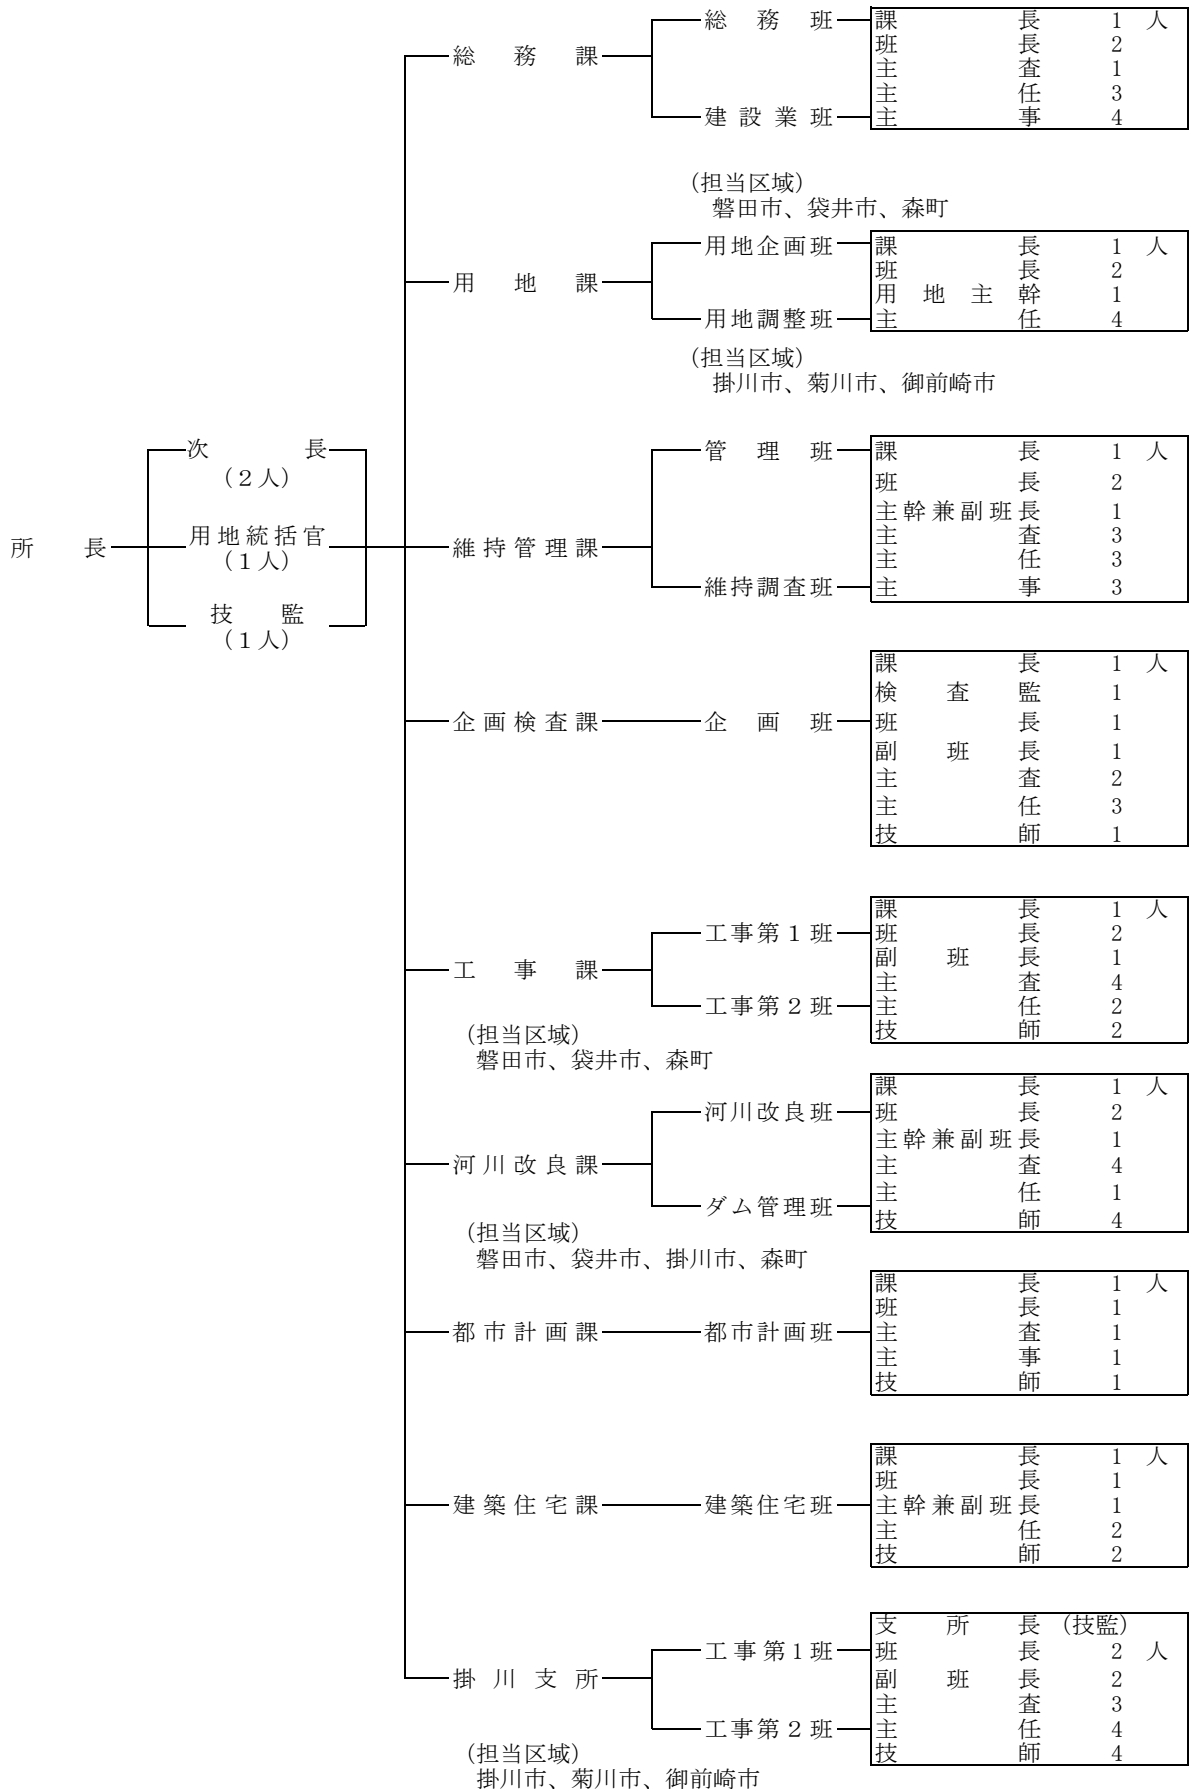 総務班
課長 1 人
班長 2
主査 1
主任 3
主事 4
総務課
建設業班
（担当区域）
磐田市、袋井市、森町
用地企画班
課長 1 人
班長 2
用地主幹 1
主任 4
用地課
用地調整班
（担当区域）
掛川市、菊川市、御前崎市
所長
次長
（２人）
用地統括官
（１人）
技監
（１人）
維持管理課
管理班
課長 1 人
班長 2
主幹兼副班長 1
主査 3
主任 3
主事 3
維持調査班
企画検査課
企画班
課長 1 人
検査監 1
班長 1
副班長 1
主査 2
主任 3
技師 1
工事課
工事第１班
課長 1 人
班長 2
副班長 1
主査 4
主任 2
技師 2
工事第２班
（担当区域）
磐田市、袋井市、森町
河川改良課
河川改良班
課長 1 人
班長 2
主幹兼副班長 1
主査 4
主任 1
技師 4
ダム管理班
（担当区域）
磐田市、袋井市、掛川市、森町
都市計画課
都市計画班
課長 1 人
班長 1
主査 1
主事 1
技師 1
建築住宅課
建築住宅班
課長 1 人
班長 1
主幹兼副班長 1
主任 2
技師 2
掛川支所
工事第1班
支所長（技監）
班長 2 人
副班長 2
主査 3
主任 4
技師 4
工事第２班
（担当区域）
掛川市、菊川市、御前崎市